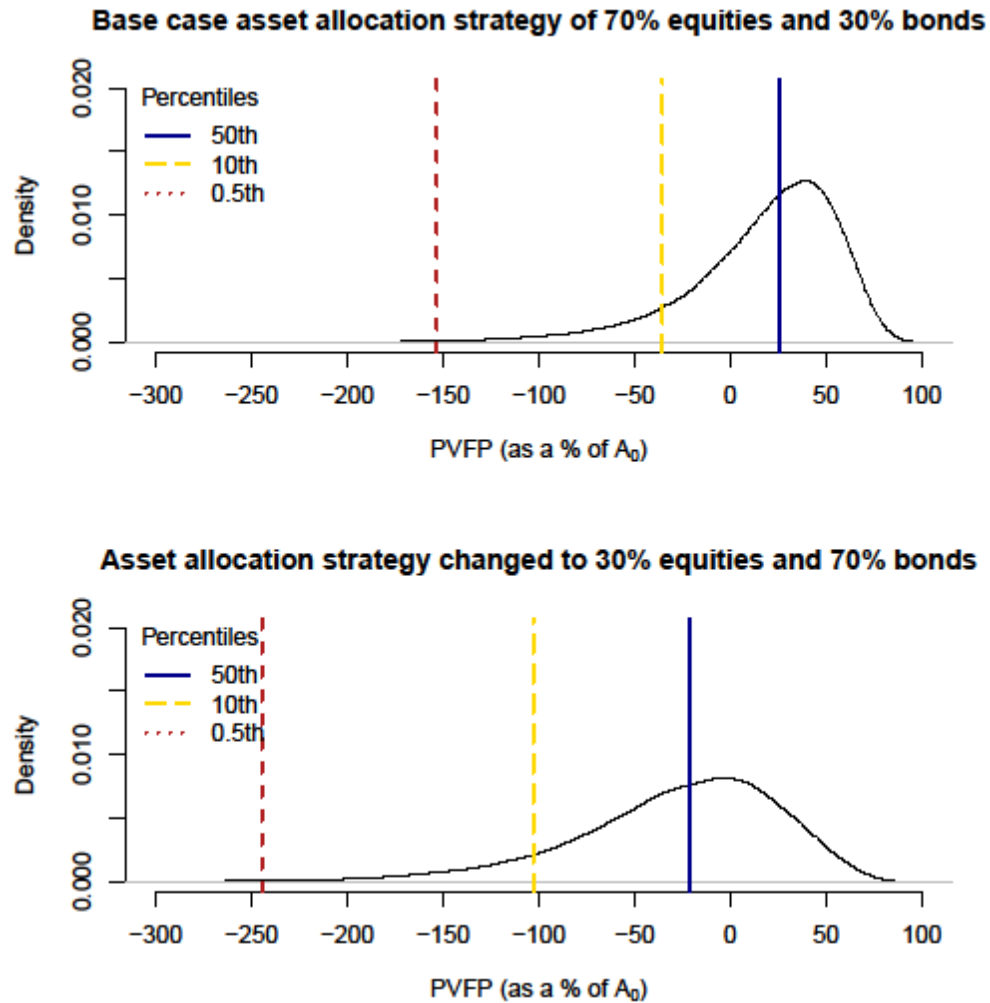 Base case asset allocation strategy of 70% equities and 30% bonds
0.020
0.010
0.000
Density
Percentiles
50th
10th
0.5th
−300 −250 −200 −150 −100 −50 0 50 100
PVFP (as a % of A₀)
Asset allocation strategy changed to 30% equities and 70% bonds
0.020
0.010
0.000
Density
Percentiles
50th
10th
0.5th
−300 −250 −200 −150 −100 −50 0 50 100
PVFP (as a % of A₀)